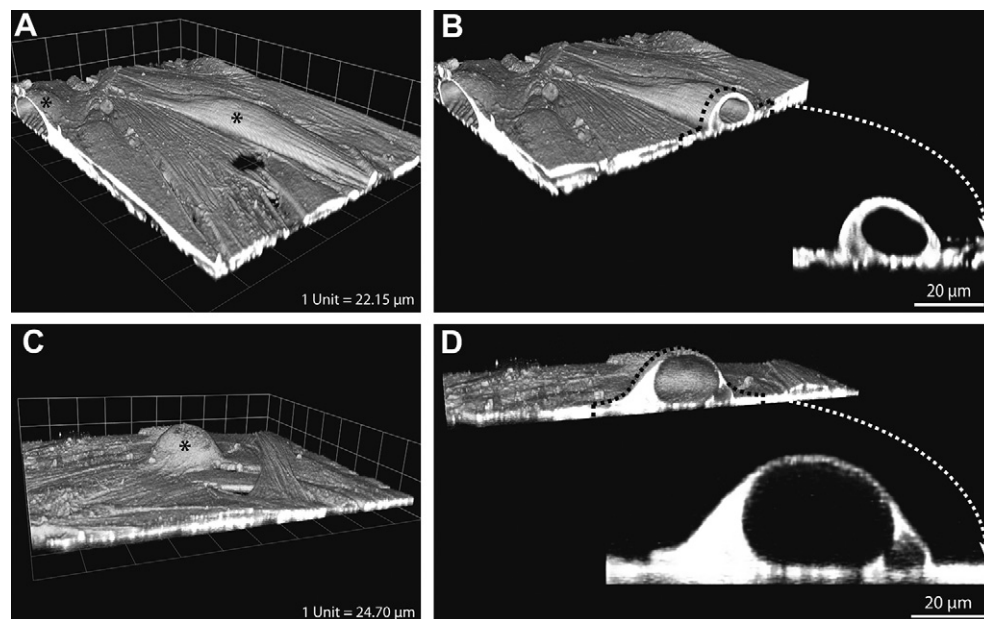 A
*
*
1 Unit = 22.15 µm
B
20 µm
C
*
1 Unit = 24.70 µm
D
20 µm